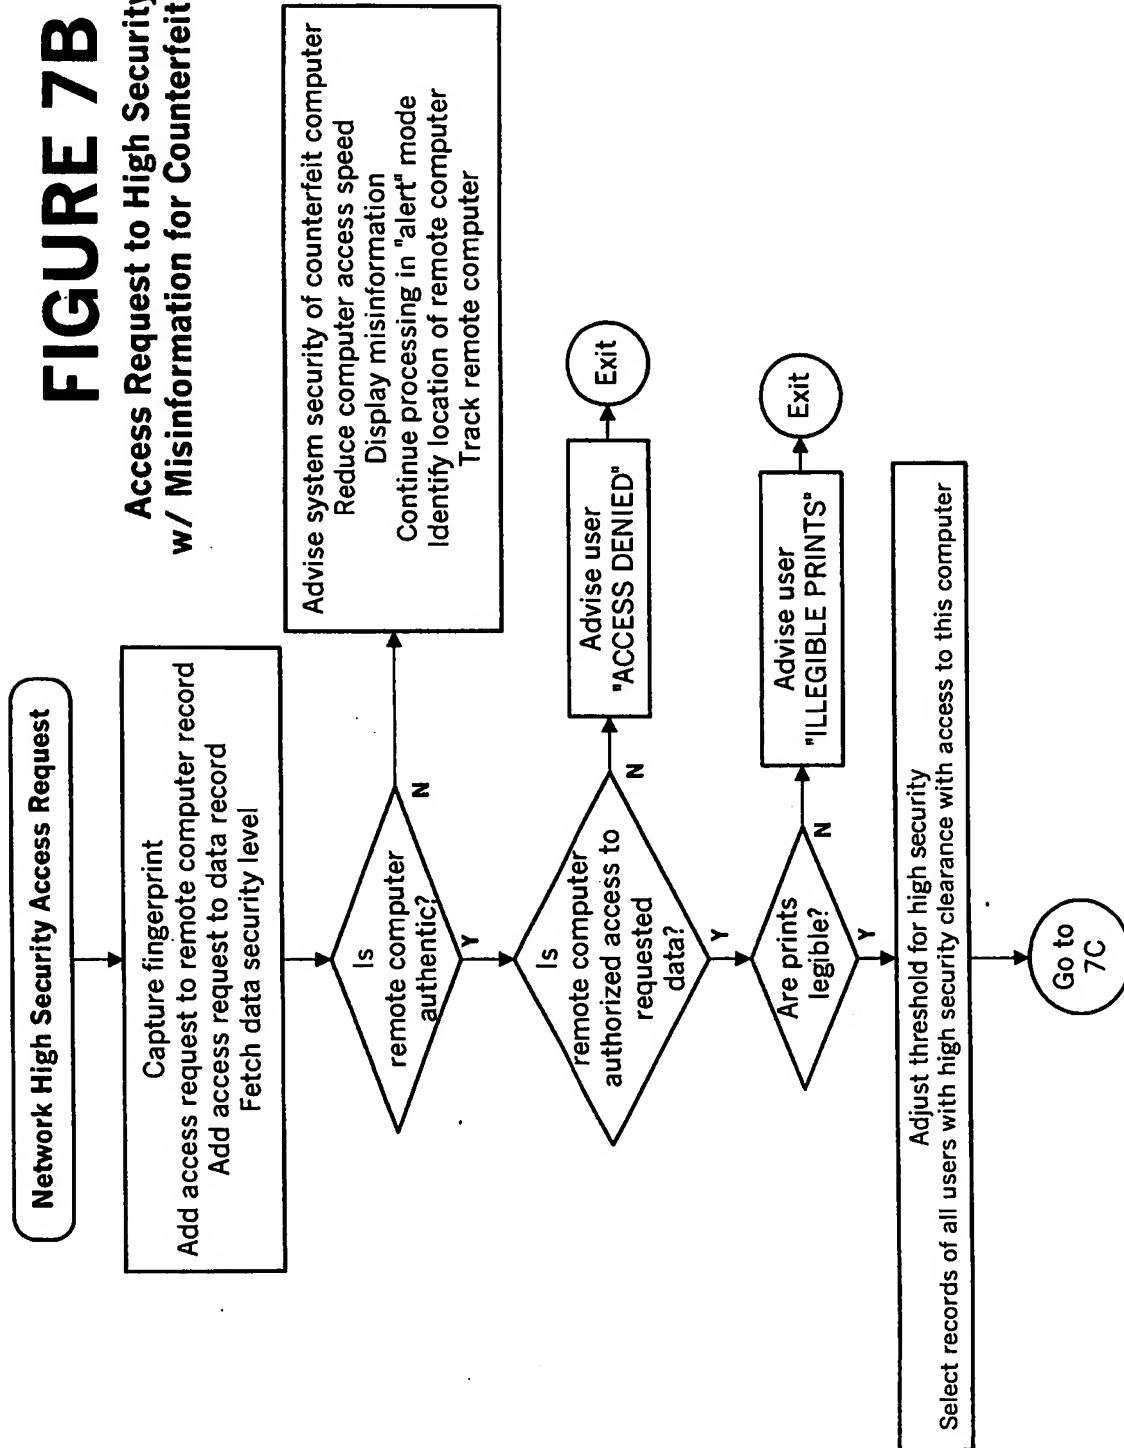 FIGURE 7B
Access Request to High Security
w/ Misinformation for Counterfeit
Network High Security Access Request
Capture fingerprint
Add access request to remote computer record
Add access request to data record
Fetch data security level
Is
remote computer
authentic?
N
Y
Advise system security of counterfeit computer
Reduce computer access speed
Display misinformation
Continue processing in "alert" mode
Identify location of remote computer
Track remote computer
Is
remote computer
authorized access to
requested
data?
N
Y
Advise user
"ACCESS DENIED"
Exit
Are prints
legible?
N
Y
Advise user
"ILLEGIBLE PRINTS"
Exit
Adjust threshold for high security
Select records of all users with high security clearance with access to this computer
Go to
7C